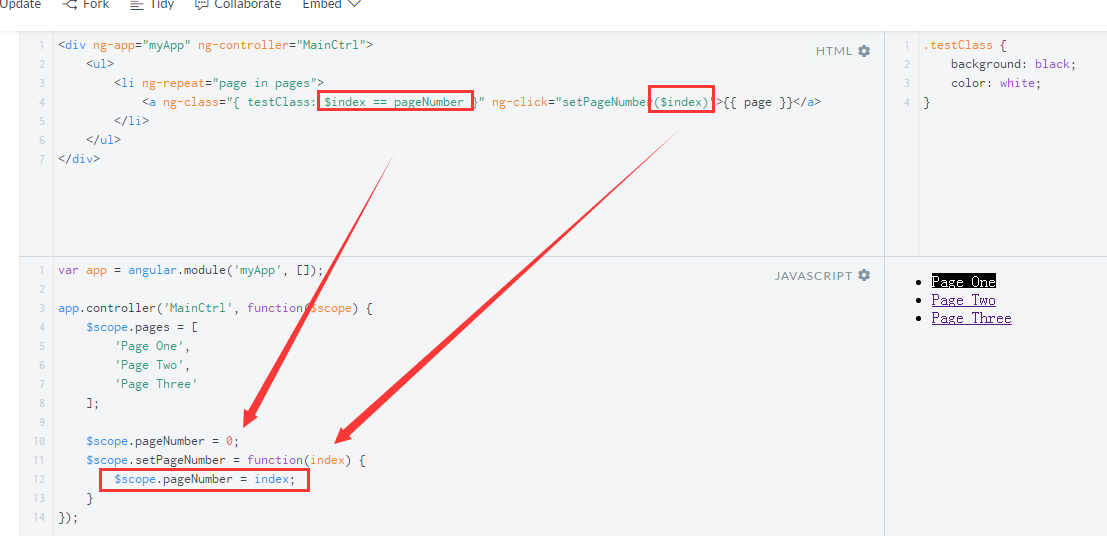 Update Fork Tidy Collaborate Embed
HTML
1 <div ng-app="myApp" ng-controller="MainCtrl">
2 <ul>
3 <li ng-repeat="page in pages">
4 <a ng-class="{ testClass: $index == pageNumber }" ng-click="setPageNumber($index)">{{ page }}</a>
5 </li>
6 </ul>
7 </div>
1 .testClass {
2 background: black;
3 color: white;
4 }
JAVASCRIPT
1 var app = angular.module('myApp', []);
2
3 app.controller('MainCtrl', function($scope) {
4 $scope.pages = [
5 'Page One',
6 'Page Two',
7 'Page Three'
8 ];
9
10 $scope.pageNumber = 0;
11 $scope.setPageNumber = function(index) {
12 $scope.pageNumber = index;
13 }
14 });
Page One
Page Two
Page Three